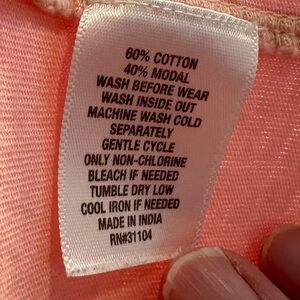 60% COTTON
40% MODAL
WASH BEFORE WEAR
WASH INSIDE OUT
MACHINE WASH COLD
SEPARATELY
GENTLE CYCLE
ONLY NON-CHLORINE
BLEACH IF NEEDED
TUMBLE DRY LOW
COOL IRON IF NEEDED
MADE IN INDIA
RN#31104